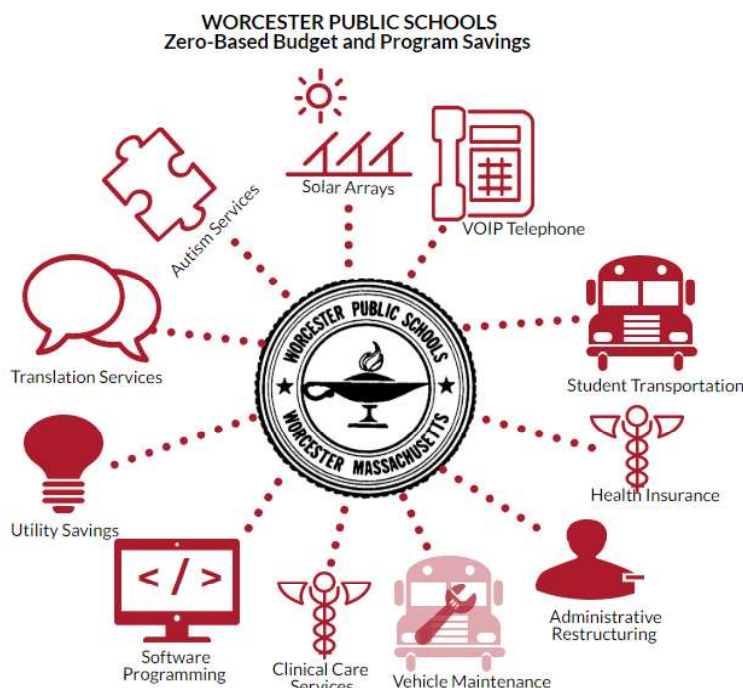 WORCESTER PUBLIC SCHOOLS
Zero-Based Budget and Program Savings
Solar Arrays
VOIP Telephone
Autism Services
Student Transportation
Translation Services
WORCESTER PUBLIC SCHOOLS
WORCESTER MASSACHUSETTS
Health Insurance
Utility Savings
</>
Administrative
Restructuring
Software
Programming
Clinical Care
Services
Vehicle Maintenance